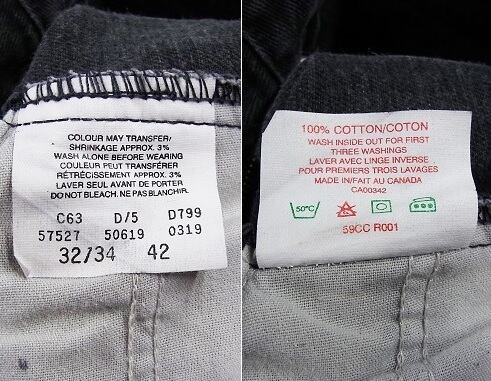 COLOUR MAY TRANSFER/
SHRINKAGE APPROX. 3%
WASH ALONE BEFORE WEARING
COULEUR PEUT TRANSFÉRER/
RÉTRÉCISSEMENT APPROX. 3%
LAVER SEUL AVANT DE PORTER
DO NOT BLEACH. NE PAS BLANCHIR.
C63 D/5 D799
57527 50619 0319
32/34 42
100% COTTON/COTON
WASH INSIDE OUT FOR FIRST
THREE WASHINGS
LAVER AVEC LINGE INVERSE
POUR PREMIERS TROIS LAVAGES
MADE IN/FAIT AU CANADA
CA00342
50°C
59CC R001